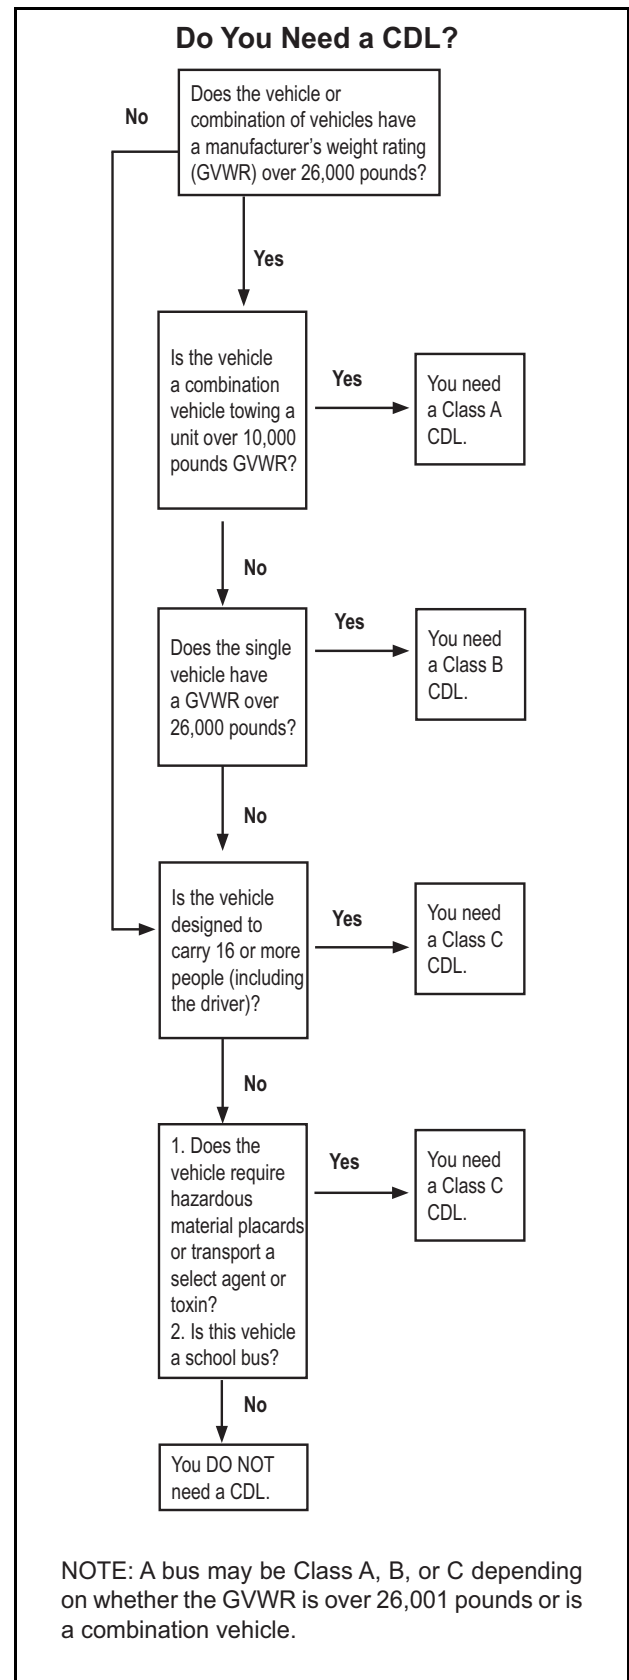 Do You Need a CDL?
Does the vehicle or
combination of vehicles have
a manufacturer's weight rating
(GVWR) over 26,000 pounds?
No
Yes
Is the vehicle
a combination
vehicle towing a
unit over 10,000
pounds GVWR?
Yes
You need
a Class A
CDL.
No
Does the single
vehicle have
a GVWR over
26,000 pounds?
Yes
You need
a Class B
CDL.
No
Is the vehicle
designed to
carry 16 or more
people (including
the driver)?
Yes
You need
a Class C
CDL.
No
1. Does the
vehicle require
hazardous
material placards
or transport a
select agent or
toxin?
2. Is this vehicle
a school bus?
Yes
You need
a Class C
CDL.
No
You DO NOT
need a CDL.
NOTE: A bus may be Class A, B, or C depending
on whether the GVWR is over 26,001 pounds or is
a combination vehicle.